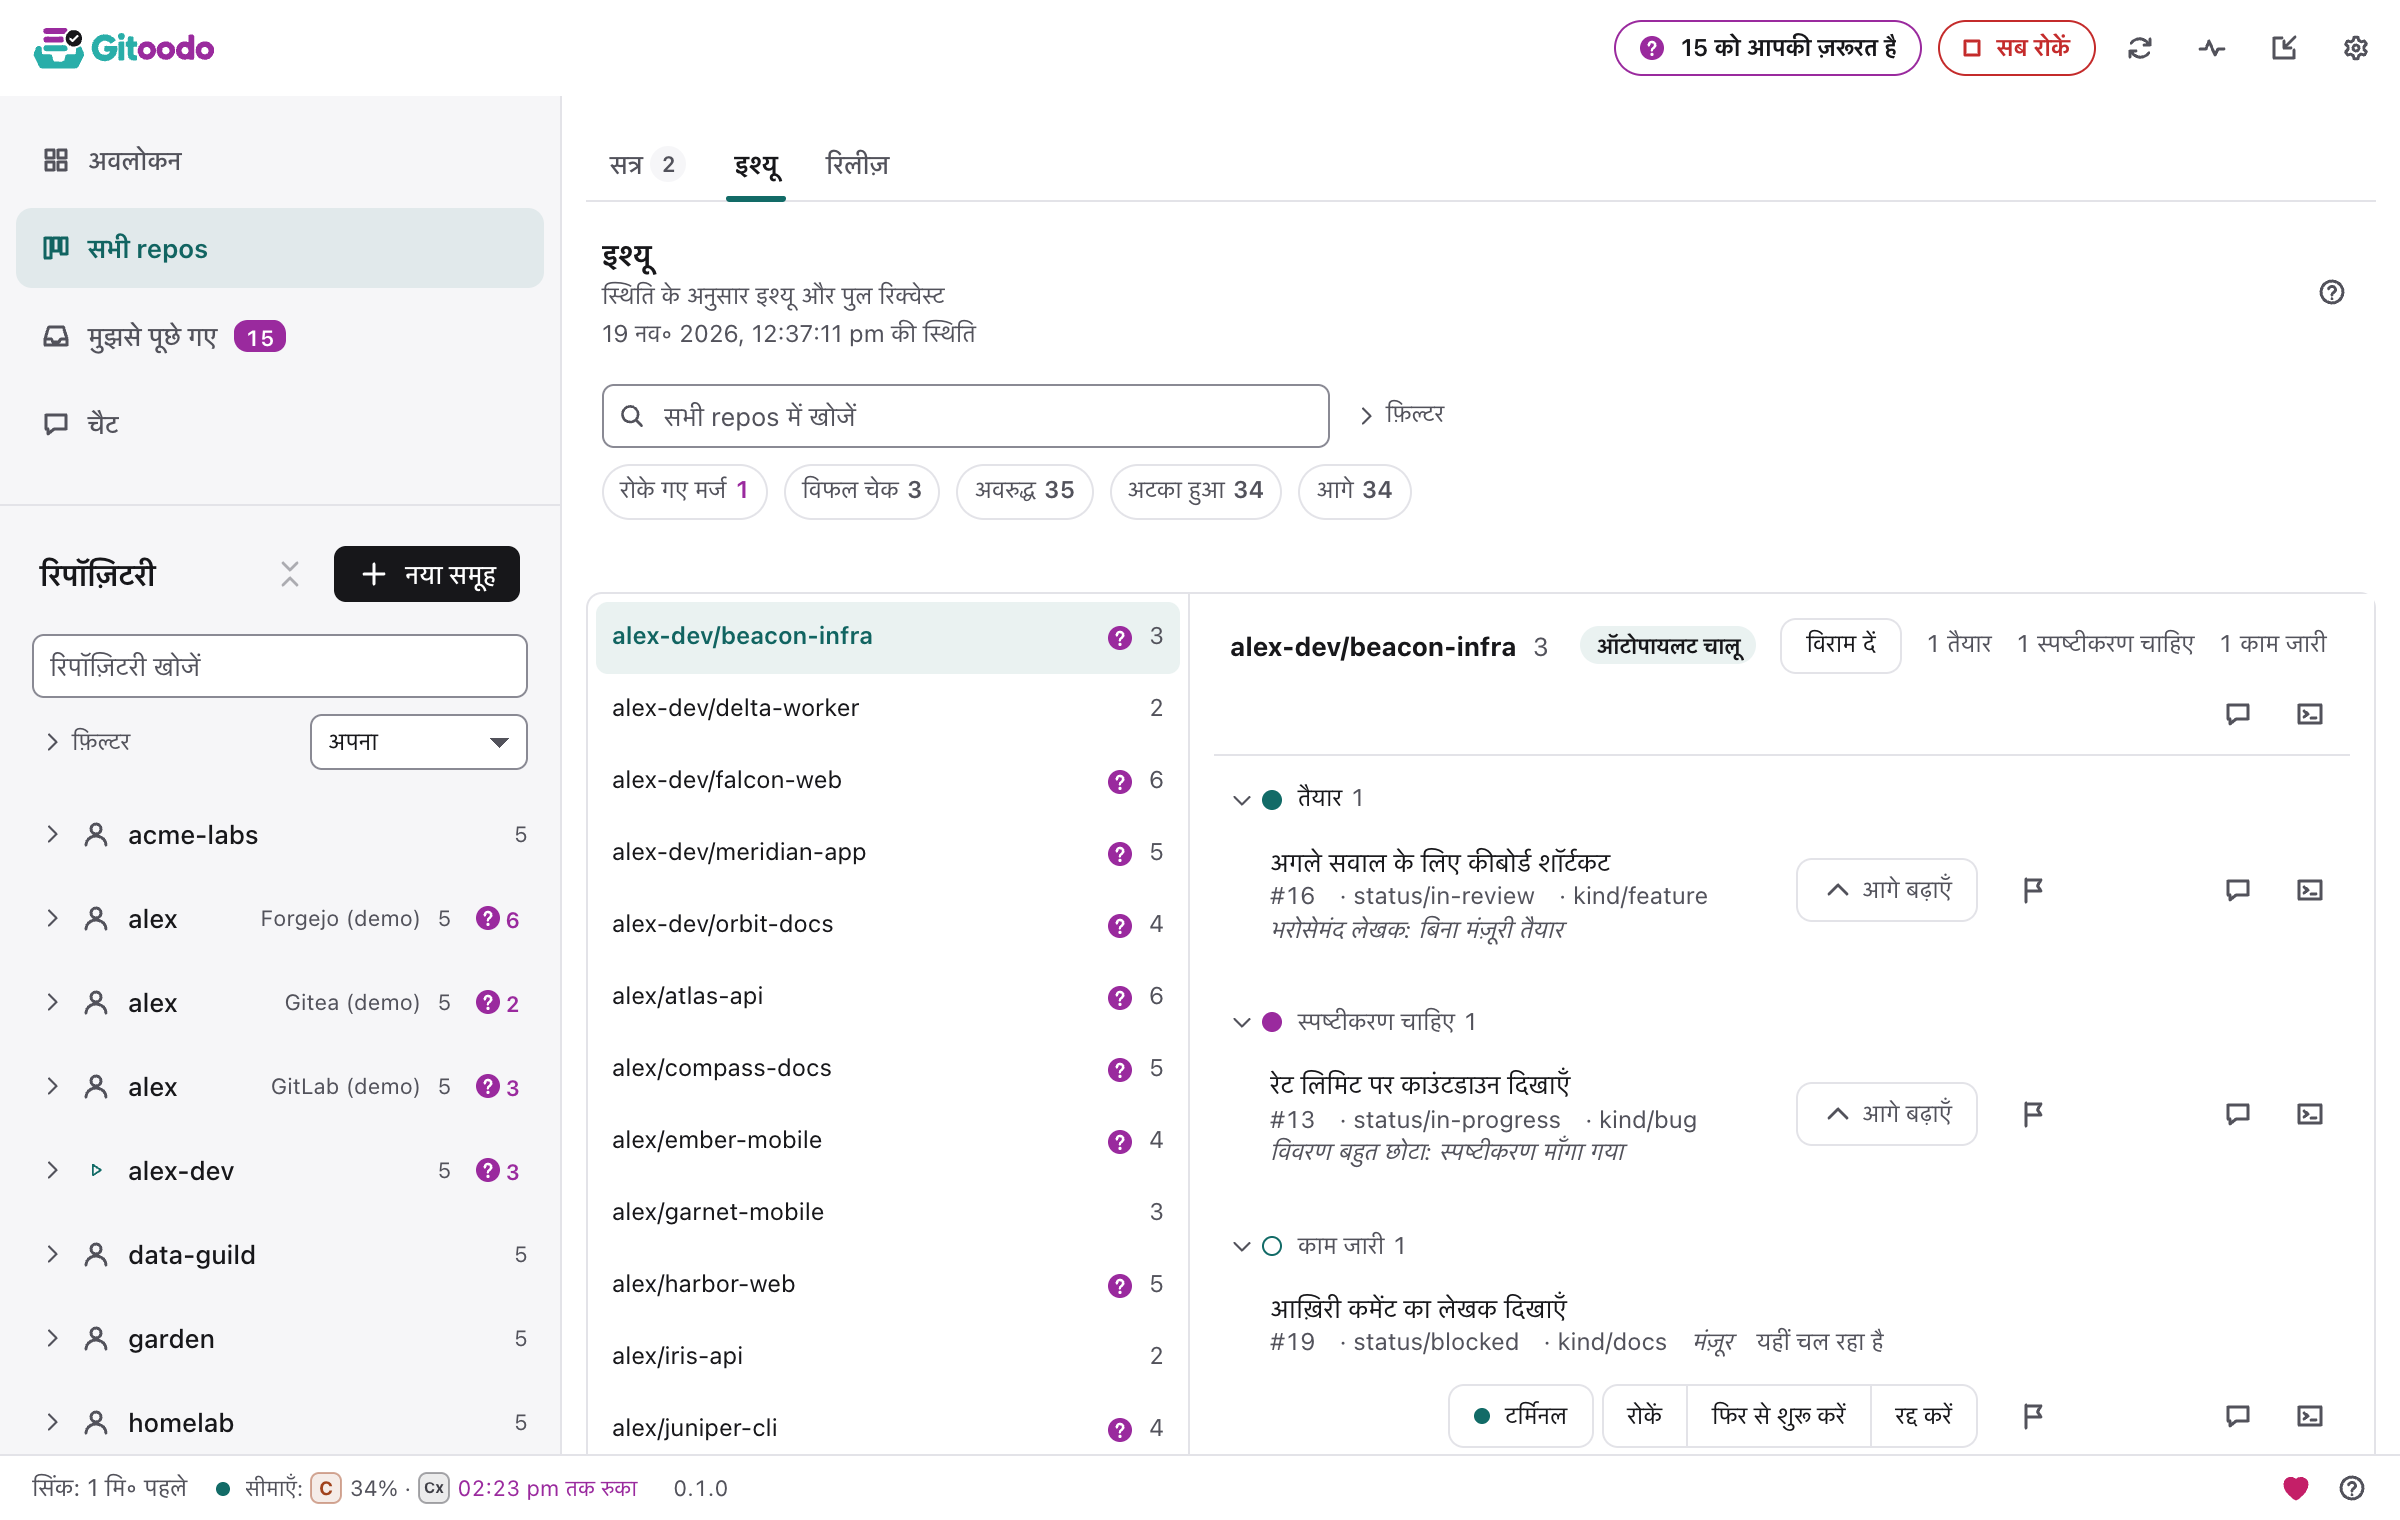 Gitoodo
15 को आपकी ज़रूरत है
सब रोकें
अवलोकन
सभी repos
मुझसे पूछे गए 15
चैट
रिपॉज़िटरी
नया समूह
रिपॉज़िटरी खोजें
फ़िल्टर
अपना
acme-labs 5
alex Forgejo (demo) 5 ? 6
alex Gitea (demo) 5 ? 2
alex GitLab (demo) 5 ? 3
alex-dev 5 ? 3
data-guild 5
garden 5
homelab 5
सत्र 2 इश्यू रिलीज़
इश्यू
स्थिति के अनुसार इश्यू और पुल रिक्वेस्ट
19 नव॰ 2026, 12:37:11 pm की स्थिति
सभी repos में खोजें
फ़िल्टर
रोके गए मर्ज 1
विफल चेक 3
अवरुद्ध 35
अटका हुआ 34
आगे 34
alex-dev/beacon-infra ? 3
alex-dev/delta-worker 2
alex-dev/falcon-web ? 6
alex-dev/meridian-app ? 5
alex-dev/orbit-docs ? 4
alex/atlas-api ? 6
alex/compass-docs ? 5
alex/ember-mobile ? 4
alex/garnet-mobile 3
alex/harbor-web ? 5
alex/iris-api 2
alex/juniper-cli ? 4
alex-dev/beacon-infra 3 ऑटोपायलट चालू विराम दें 1 तैयार 1 स्पष्टीकरण चाहिए 1 काम जारी
तैयार 1
अगले सवाल के लिए कीबोर्ड शॉर्टकट
#16 · status/in-review · kind/feature
भरोसेमंद लेखक: बिना मंज़ूरी तैयार
आगे बढ़ाएँ
स्पष्टीकरण चाहिए 1
रेट लिमिट पर काउंटडाउन दिखाएँ
#13 · status/in-progress · kind/bug
विवरण बहुत छोटा: स्पष्टीकरण माँगा गया
आगे बढ़ाएँ
काम जारी 1
आख़िरी कमेंट का लेखक दिखाएँ
#19 · status/blocked · kind/docs मंज़ूर यहीं चल रहा है
टर्मिनल रोकें फिर से शुरू करें रद्द करें
सिंक: 1 मि॰ पहले सीमाएँ: C 34% · Cx 02:23 pm तक रुका 0.1.0